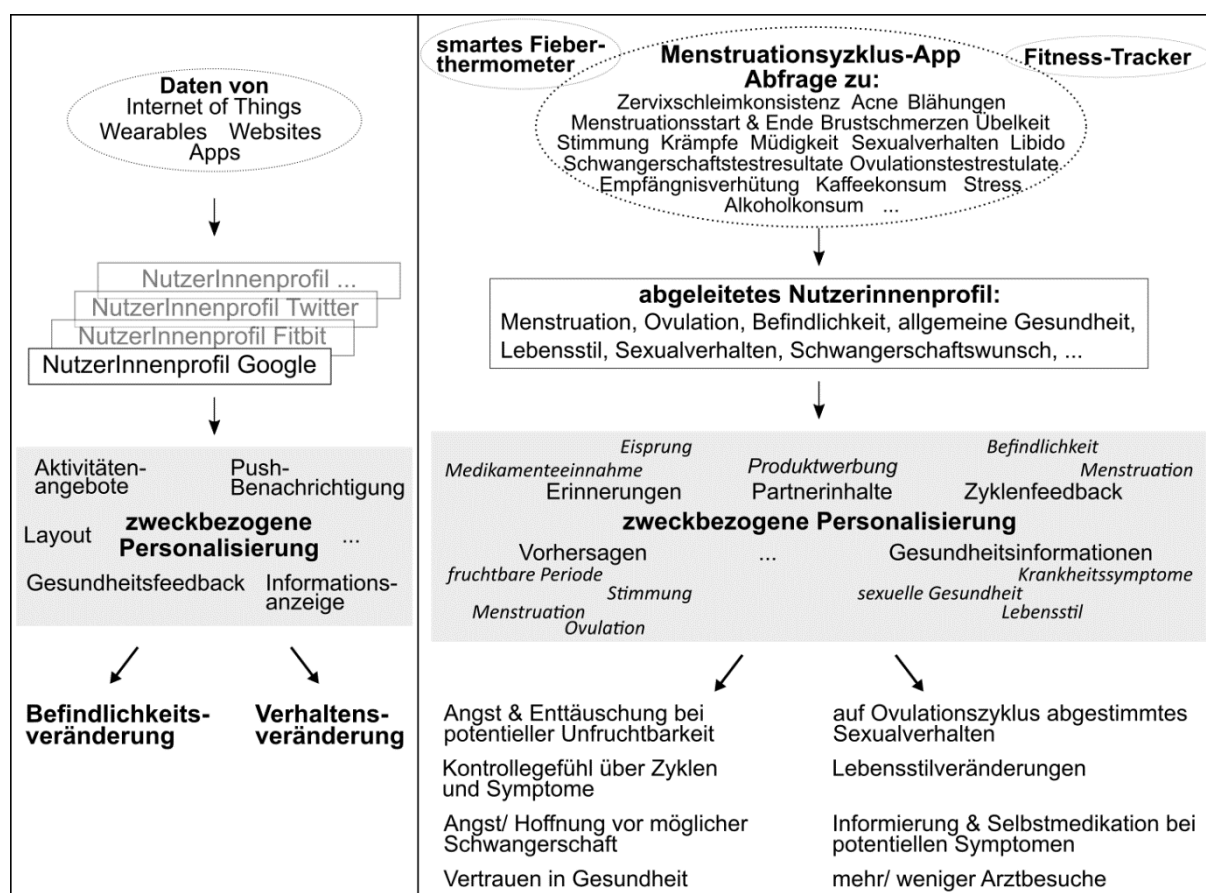 Daten von
Internet of Things
Wearables Websites
Apps
NutzerInnenprofil ...
NutzerInnenprofil Twitter
NutzerInnenprofil Fitbit
NutzerInnenprofil Google
Aktivitäten-
angebote
Push-
Benachrichtigung
Layout
zweckbezogene
Personalisierung
...
Gesundheitsfeedback
Informations-
anzeige
Befindlichkeits-
veränderung
Verhaltens-
veränderung
smartes Fieber-
thermometer
Menstruationsyzklus-App
Abfrage zu:
Fitness-Tracker
Zervixschleimkonsistenz Acne Blähungen
Menstruationsstart & Ende Brustschmerzen Übelkeit
Stimmung Krämpfe Müdigkeit Sexualverhalten Libido
Schwangerschaftstestresultate Ovulationstestrestulate
Empfängnisverhütung Kaffeekonsum Stress
Alkoholkonsum ...
abgeleitetes Nutzerinnenprofil:
Menstruation, Ovulation, Befindlichkeit, allgemeine Gesundheit,
Lebensstil, Sexualverhalten, Schwangerschaftswunsch, ...
Eisprung
Befindlichkeit
Medikamenteeinnahme
Produktwerbung
Menstruation
Erinnerungen
Partnerinhalte
Zyklenfeedback
zweckbezogene Personalisierung
Vorhersagen
...
Gesundheitsinformationen
fruchtbare Periode
Krankheitssymptome
Stimmung
sexuelle Gesundheit
Menstruation
Lebensstil
Ovulation
Angst & Enttäuschung bei
potentieller Unfruchtbarkeit
Kontrollegefühl über Zyklen
und Symptome
Angst/ Hoffnung vor möglicher
Schwangerschaft
Vertrauen in Gesundheit
auf Ovulationszyklus abgestimmtes
Sexualverhalten
Lebensstilveränderungen
Informierung & Selbstmedikation bei
potentiellen Symptomen
mehr/ weniger Arztbesuche